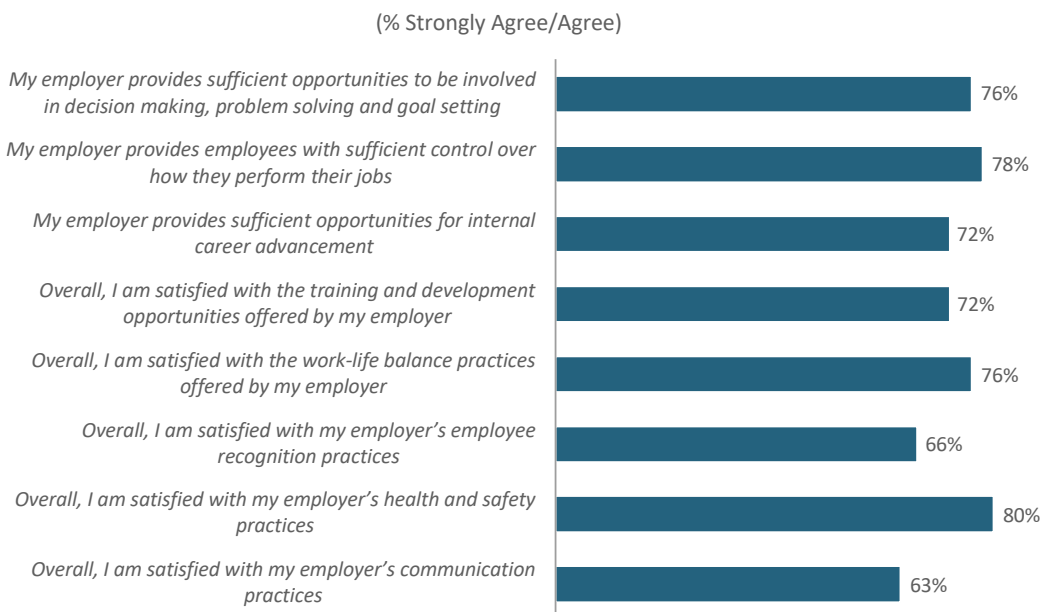 (% Strongly Agree/Agree)
My employer provides sufficient opportunities to be involved
in decision making, problem solving and goal setting
76%
My employer provides employees with sufficient control over
how they perform their jobs
78%
My employer provides sufficient opportunities for internal
career advancement
72%
Overall, I am satisfied with the training and development
opportunities offered by my employer
72%
Overall, I am satisfied with the work-life balance practices
offered by my employer
76%
Overall, I am satisfied with my employer’s employee
recognition practices
66%
Overall, I am satisfied with my employer’s health and safety
practices
80%
Overall, I am satisfied with my employer’s communication
practices
63%